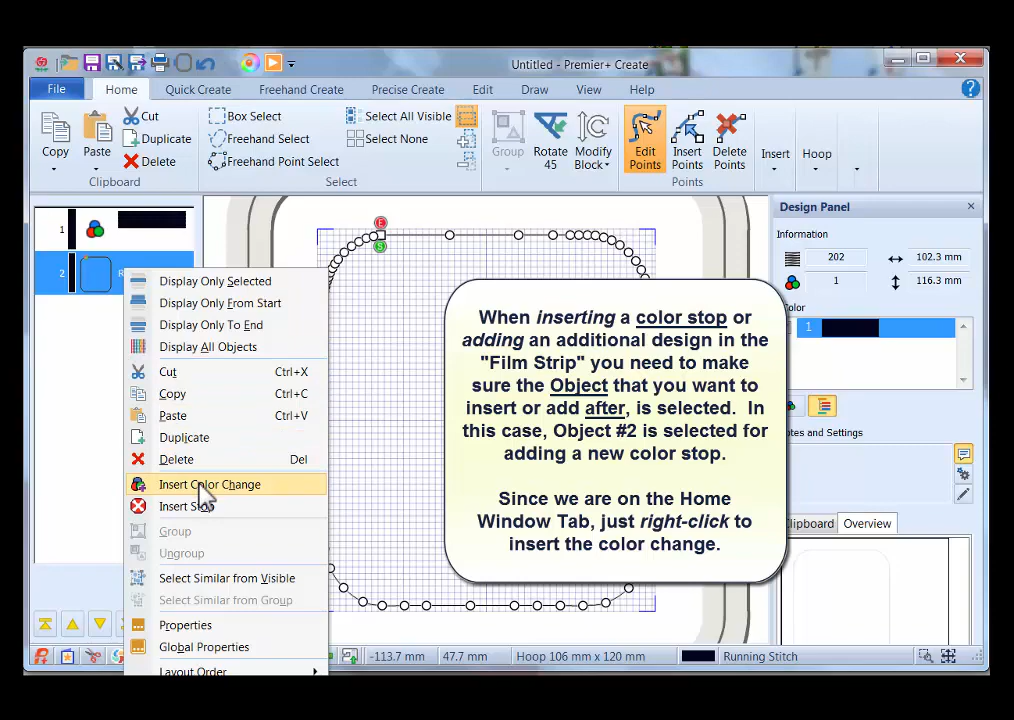 Untitled - Premier+ Create
File
Home
Quick Create
Freehand Create
Precise Create
Edit
Draw
View
Help
Copy
Paste
Cut
Duplicate
Delete
Clipboard
Box Select
Freehand Select
Freehand Point Select
Select All Visible
Select None
Select
Group
Rotate
45
Modify
Block
Edit
Points
Insert
Points
Delete
Points
Points
Insert
Hoop
1
2
E
S
Display Only Selected
Display Only From Start
Display Only To End
Display All Objects
Cut Ctrl+X
Copy Ctrl+C
Paste Ctrl+V
Duplicate
Delete Del
Insert Color Change
Insert Stop
Group
Ungroup
Select Similar from Visible
Select Similar from Group
Properties
Global Properties
Layout Order
When inserting a color stop or
adding an additional design in the
"Film Strip" you need to make
sure the Object that you want to
insert or add after, is selected. In
this case, Object #2 is selected for
adding a new color stop.
Since we are on the Home
Window Tab, just right-click to
insert the color change.
Design Panel
Information
202
102.3 mm
1
116.3 mm
Color
1
otes and Settings
lipboard
Overview
-113.7 mm
47.7 mm
Hoop 106 mm x 120 mm
Running Stitch